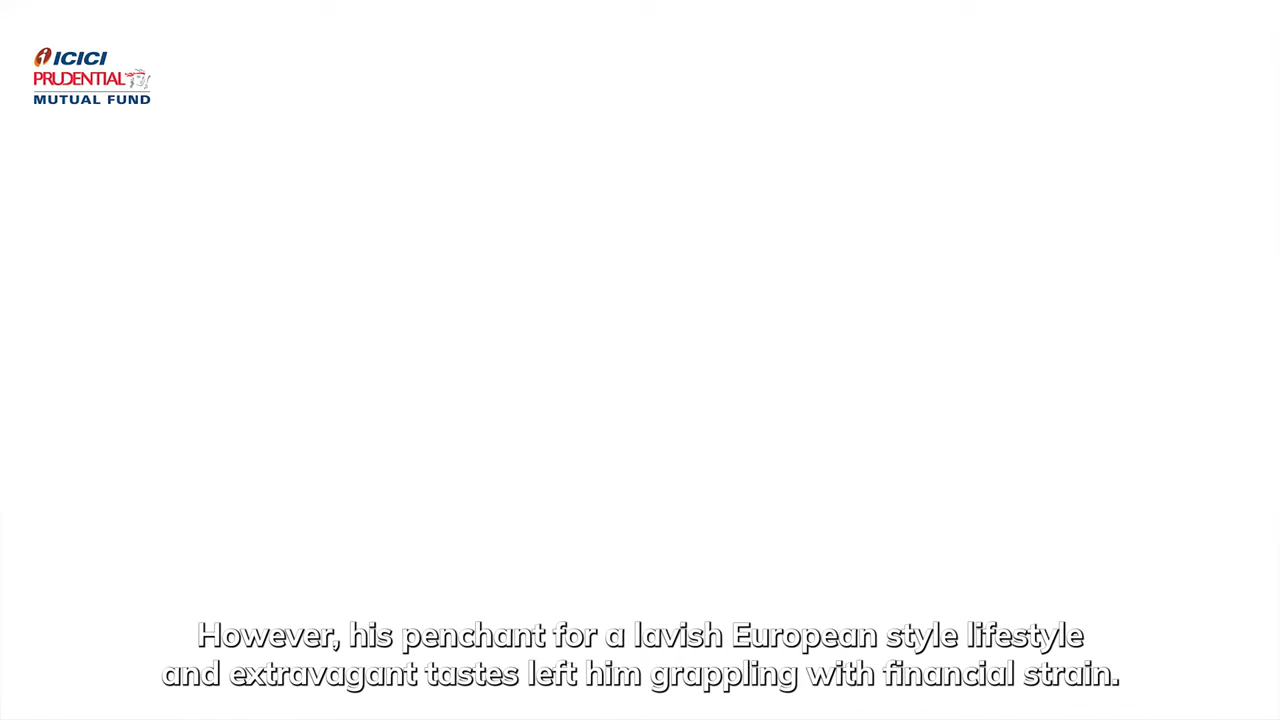 ICICI
PRUDENTIAL
MUTUAL FUND
However, his penchant for a lavish European style lifestyle
and extravagant tastes left him grappling with financial strain.